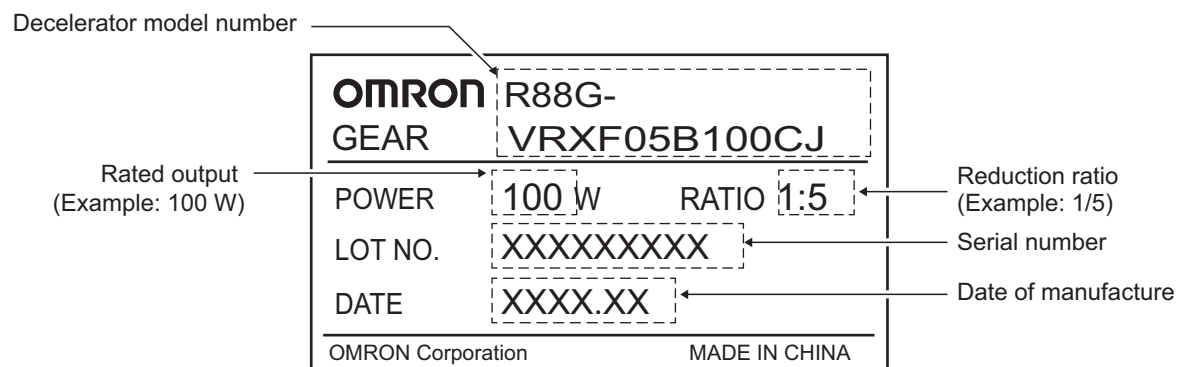 Decelerator model number
OMRON R88G-
GEAR VRXF05B100CJ
Rated output
(Example: 100 W)
POWER 100 W RATIO 1:5
Reduction ratio
(Example: 1/5)
LOT NO. XXXXXXXXX
Serial number
DATE XXXX.XX
Date of manufacture
OMRON Corporation MADE IN CHINA